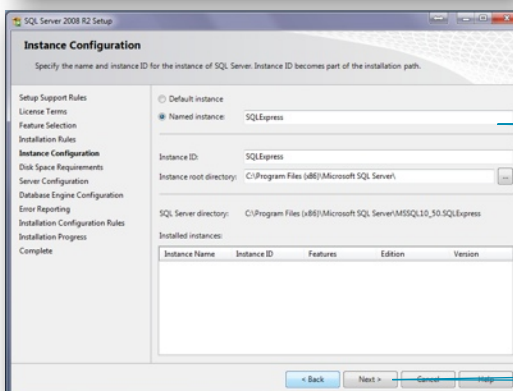 SQL Server 2008 R2 Setup
Instance Configuration
Specify the name and instance ID for the instance of SQL Server. Instance ID becomes part of the installation path.
Setup Support Rules
License Terms
Feature Selection
Installation Rules
Instance Configuration
Disk Space Requirements
Server Configuration
Database Engine Configuration
Error Reporting
Installation Configuration Rules
Installation Progress
Complete
Default instance
Named instance: SQLExpress
Instance ID: SQLExpress
Instance root directory: C:\Program Files (x86)\Microsoft SQL Server\ ...
SQL Server directory: C:\Program Files (x86)\Microsoft SQL Server\MSSQL10_50.SQLExpress
Installed instances:
Instance Name Instance ID Features Edition Version
< Back Next > Cancel Help